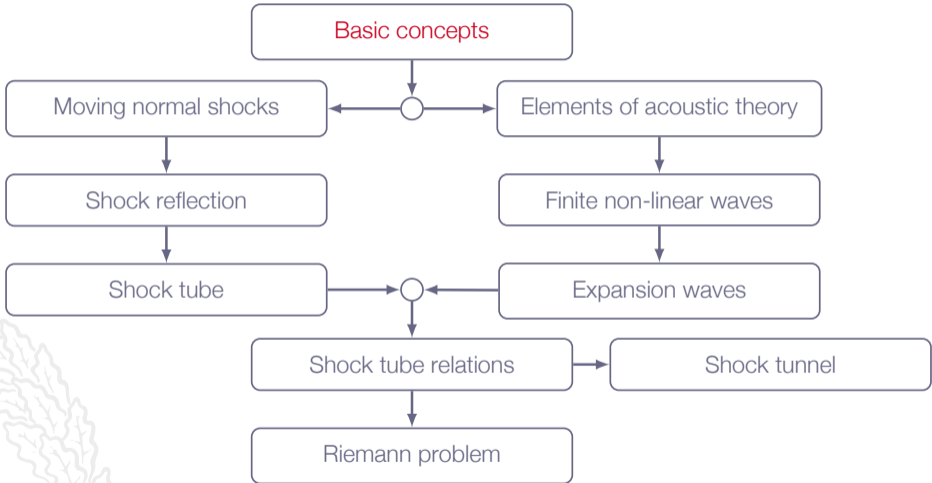 Basic concepts
Moving normal shocks
Elements of acoustic theory
Shock reflection
Finite non-linear waves
Shock tube
Expansion waves
Shock tube relations
Shock tunnel
Riemann problem